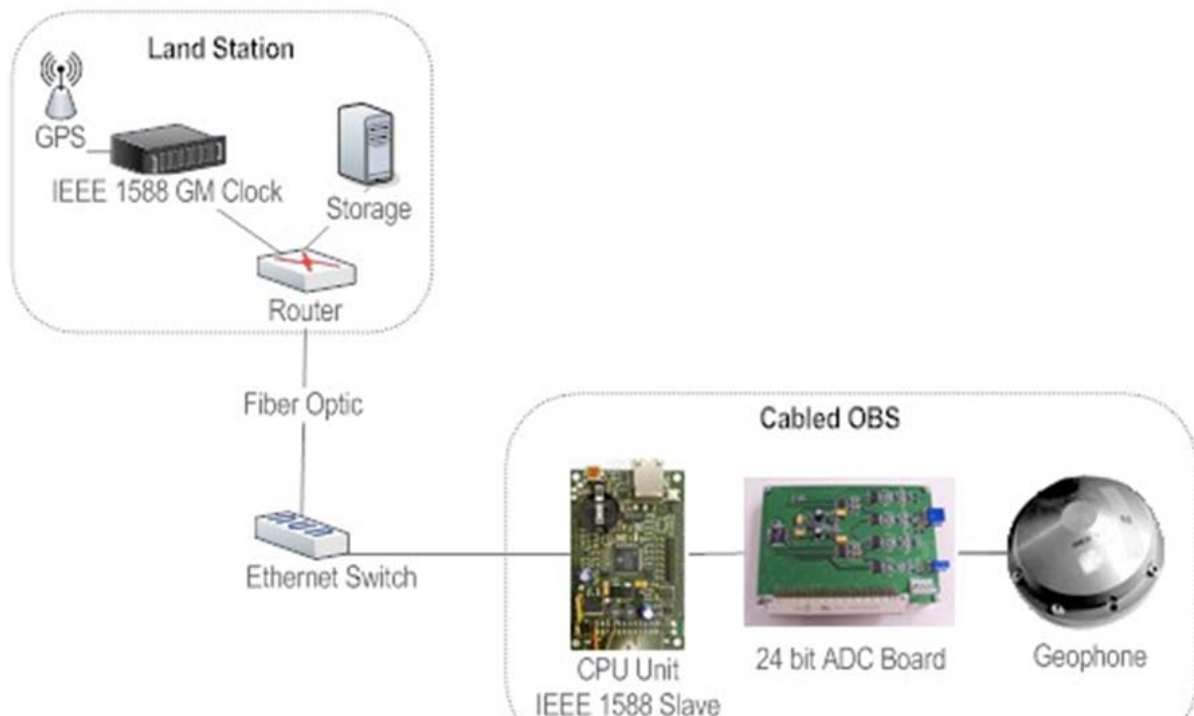 Land Station
GPS
IEEE 1588 GM Clock
Storage
Router
Fiber Optic
Ethernet Switch
Cabled OBS
CPU Unit
IEEE 1588 Slave
24 bit ADC Board
Geophone